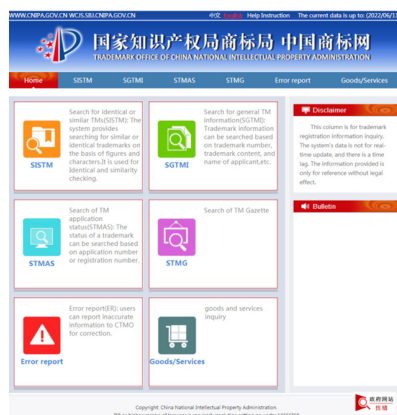 WWW.CNIPA.GOV.CN WCJS.SBJ.CNIPA.GOV.CN 中文 English Help Instruction The current data is up to: (2022/06/11
国家知识产权局商标局 中国商标网
TRADEMARK OFFICE OF CHINA NATIONAL INTELLECTUAL PROPERTY ADMINISTRATION
Home SISTM SGTMI STMAS STMG Error report Goods/Services
Search for identical or
similar TMs(SISTM): The
system provides
searching for similar or
identical trademarks on
the basis of figures and
characters.It is used for
Identical and similarity
checking.
SISTM
Search for general TM
information(SGTMI):
Trademark information
can be searched based
on trademark number,
trademark content, and
name of applicant,etc.
SGTMI
Search of TM
application
status(STMAS): The
status of a trademark
can be searched based
on application number
or registration number.
STMAS
Search of TM Gazette
STMG
Error report(ER): users
can report inaccurate
information to CTMO
for correction.
Error report
goods and services
inquiry
Goods/Services
Disclaimer
This column is for trademark
registration information inquiry.
The system's data is not for real-
time update, and there is a time
lag. The information provided is
only for reference without legal
effect.
Bulletin
Copyright China National Intellectual Property Administration.
政府网站
找错